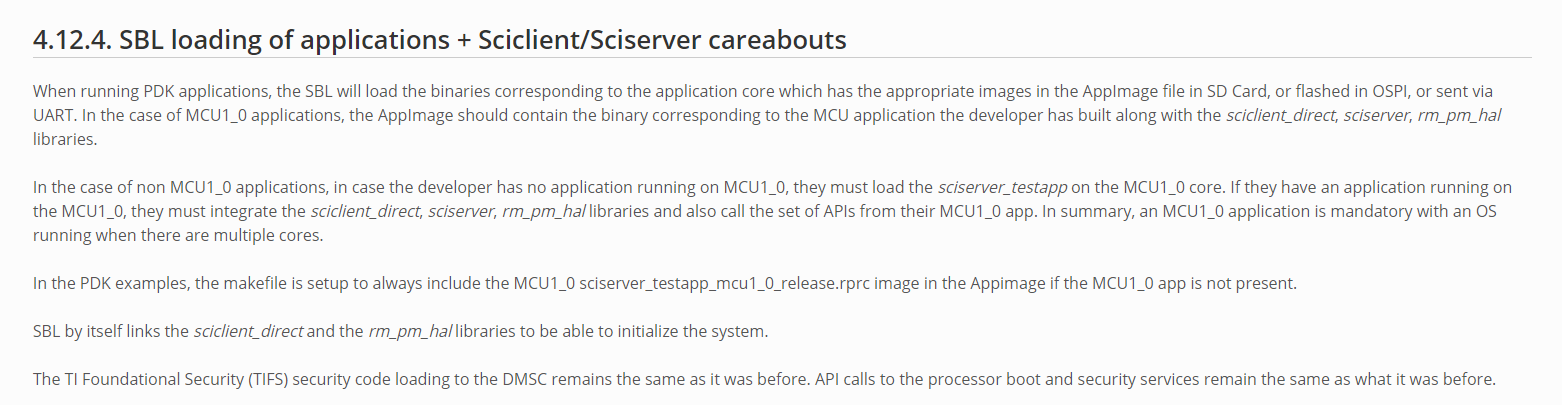 4.12.4. SBL loading of applications + Sciclient/Sciserver careabouts
When running PDK applications, the SBL will load the binaries corresponding to the application core which has the appropriate images in the AppImage file in SD Card, or flashed in OSPI, or sent via
UART. In the case of MCU1_0 applications, the AppImage should contain the binary corresponding to the MCU application the developer has built along with the sciclient_direct, sciserver, rm_pm_hal
libraries.
In the case of non MCU1_0 applications, in case the developer has no application running on MCU1_0, they must load the sciserver_testapp on the MCU1_0 core. If they have an application running on
the MCU1_0, they must integrate the sciclient_direct, sciserver, rm_pm_hal libraries and also call the set of APIs from their MCU1_0 app. In summary, an MCU1_0 application is mandatory with an OS
running when there are multiple cores.
In the PDK examples, the makefile is setup to always include the MCU1_0 sciserver_testapp_mcu1_0_release.rprc image in the Appimage if the MCU1_0 app is not present.
SBL by itself links the sciclient_direct and the rm_pm_hal libraries to be able to initialize the system.
The TI Foundational Security (TIFS) security code loading to the DMSC remains the same as it was before. API calls to the processor boot and security services remain the same as what it was before.